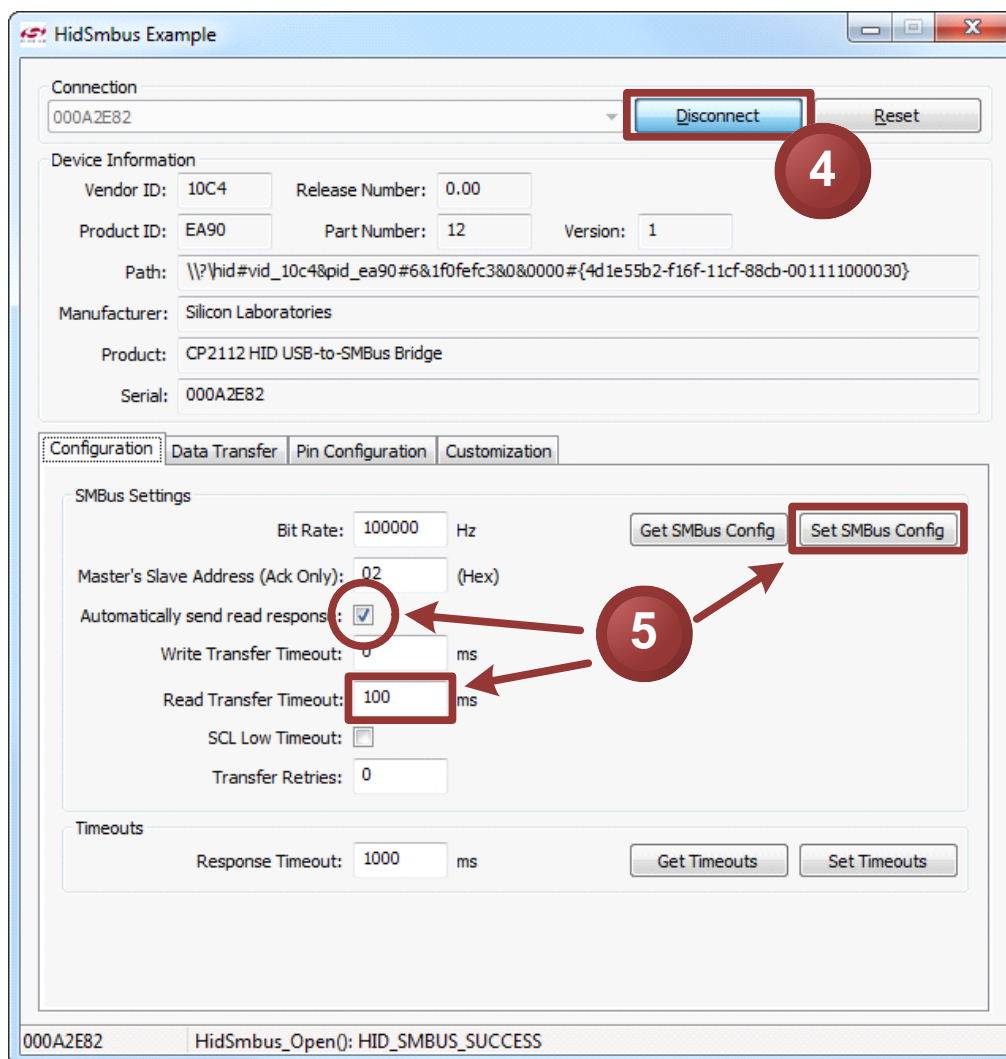 HidSmbus Example
Connection
000A2E82 Disconnect Reset
4
Device Information
Vendor ID: 10C4 Release Number: 0.00
Product ID: EA90 Part Number: 12 Version: 1
Path: \\?\hid#vid_10c4&pid_ea90#6&1f0fefc3&0&0000#{4d1e55b2-f16f-11cf-88cb-001111000030}
Manufacturer: Silicon Laboratories
Product: CP2112 HID USB-to-SMBus Bridge
Serial: 000A2E82
Configuration Data Transfer Pin Configuration Customization
SMBus Settings
Bit Rate: 100000 Hz Get SMBus Config Set SMBus Config
Master's Slave Address (Ack Only): 02 (Hex)
Automatically send read response:
5
Write Transfer Timeout: 0 ms
Read Transfer Timeout: 100 ms
SCL Low Timeout:
Transfer Retries: 0
Timeouts
Response Timeout: 1000 ms Get Timeouts Set Timeouts
000A2E82 HidSmbus_Open(): HID_SMBUS_SUCCESS